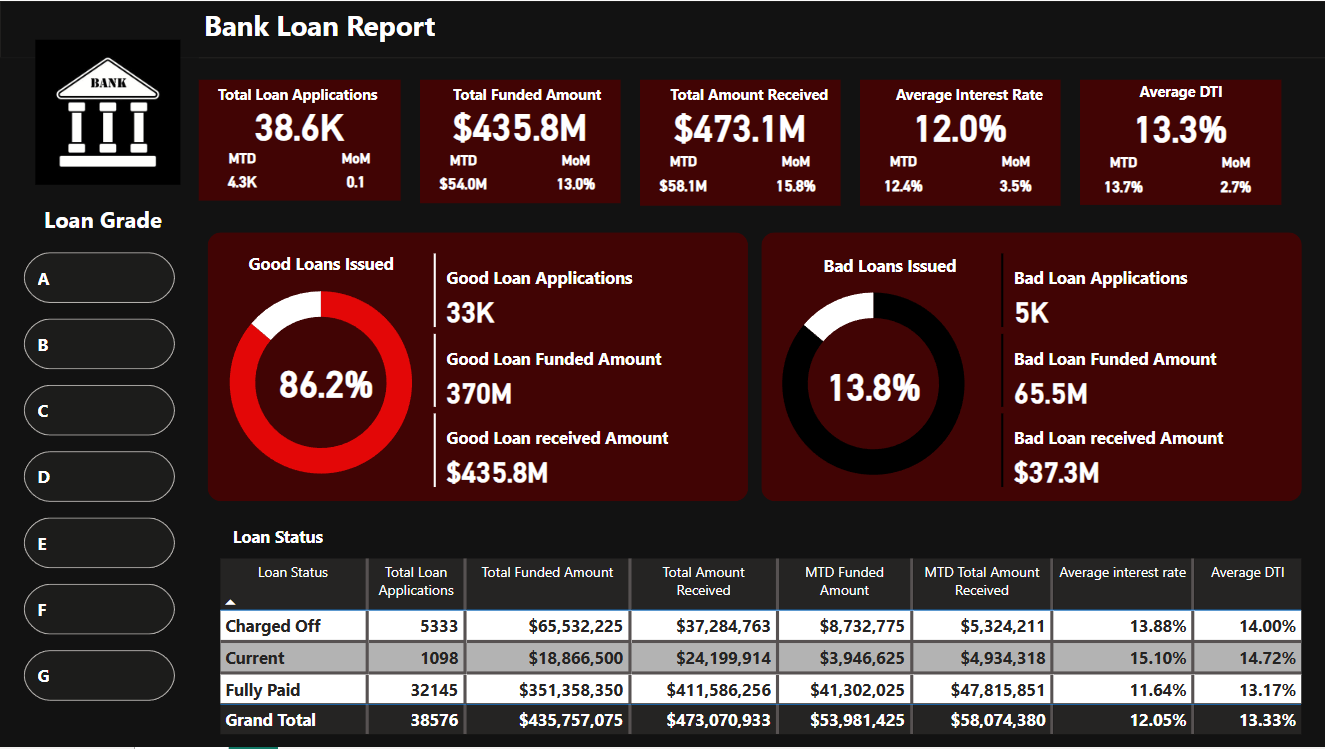 Bank Loan Report
BANK
Loan Grade
A
B
C
D
E
F
G
Total Loan Applications
38.6K
MTD MoM
4.3K 0.1
Total Funded Amount
$435.8M
MTD MoM
$54.0M 13.0%
Total Amount Received
$473.1M
MTD MoM
$58.1M 15.8%
Average Interest Rate
12.0%
MTD MoM
12.4% 3.5%
Average DTI
13.3%
MTD MoM
13.7% 2.7%
Good Loans Issued
86.2%
Good Loan Applications
33K
Good Loan Funded Amount
370M
Good Loan received Amount
$435.8M
Bad Loans Issued
13.8%
Bad Loan Applications
5K
Bad Loan Funded Amount
65.5M
Bad Loan received Amount
$37.3M
Loan Status
Loan Status Total Loan Applications Total Funded Amount Total Amount Received MTD Funded Amount MTD Total Amount Received Average interest rate Average DTI
Charged Off 5333 $65,532,225 $37,284,763 $8,732,775 $5,324,211 13.88% 14.00%
Current 1098 $18,866,500 $24,199,914 $3,946,625 $4,934,318 15.10% 14.72%
Fully Paid 32145 $351,358,350 $411,586,256 $41,302,025 $47,815,851 11.64% 13.17%
Grand Total 38576 $435,757,075 $473,070,933 $53,981,425 $58,074,380 12.05% 13.33%